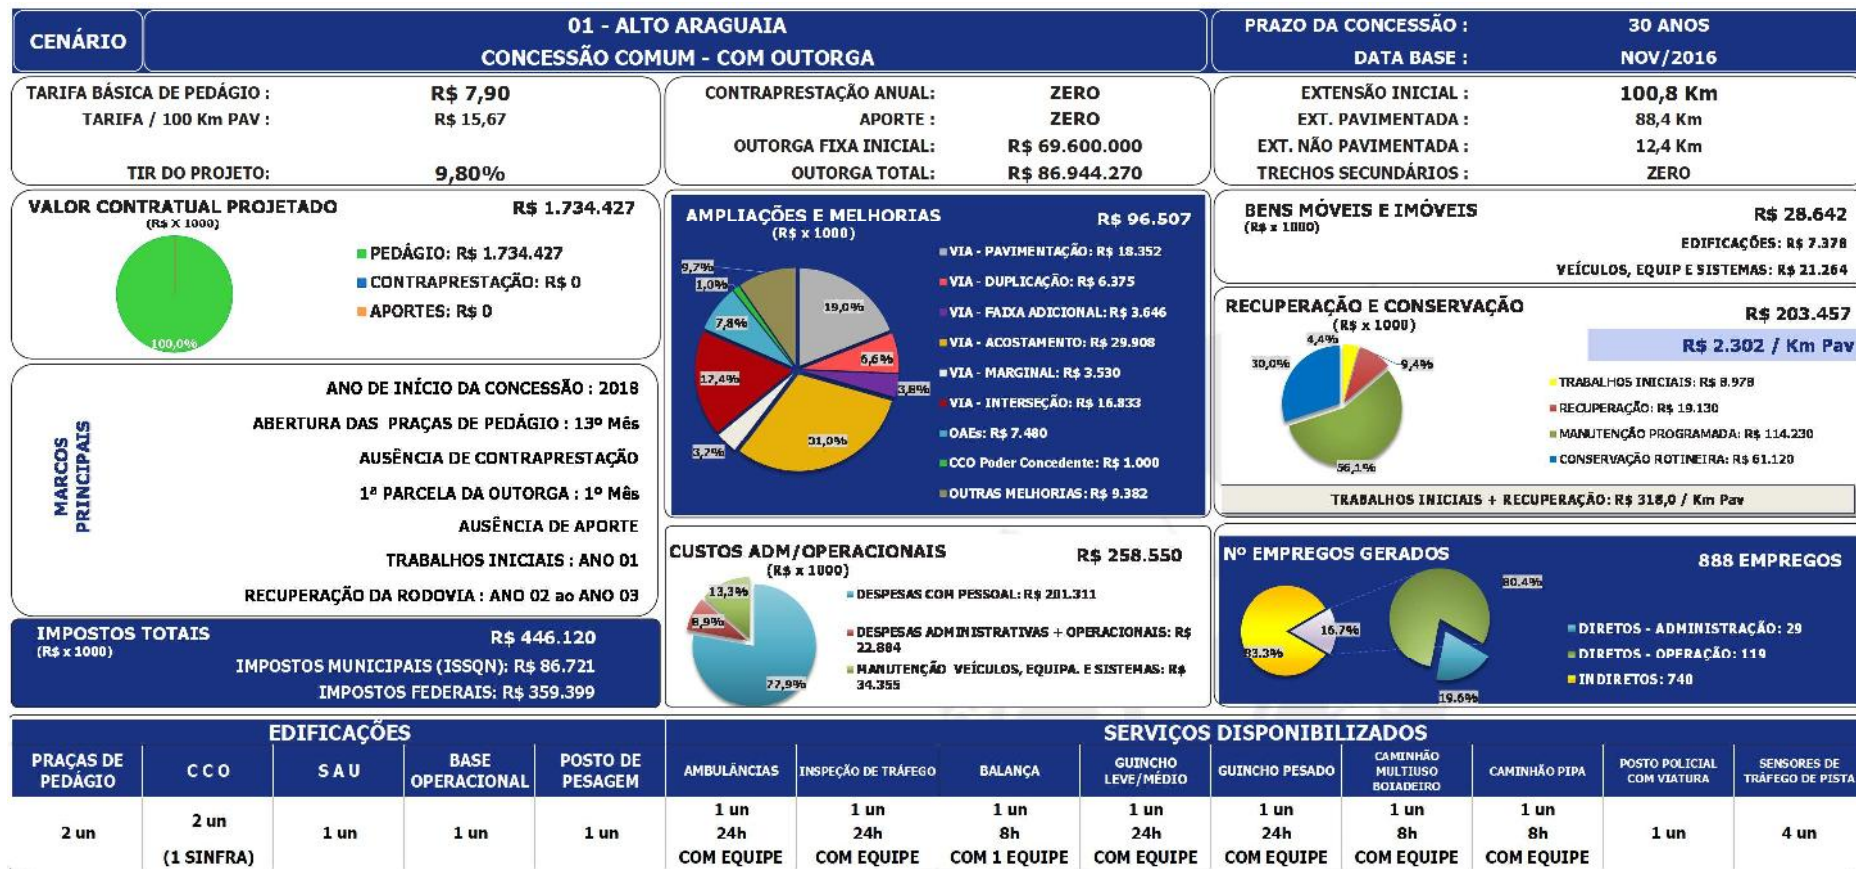 CENÁRIO
01 - ALTO ARAGUAIA
CONCESSÃO COMUM - COM OUTORGA
PRAZO DA CONCESSÃO : 30 ANOS
DATA BASE : NOV/2016
TARIFA BÁSICA DE PEDÁGIO : R$ 7,90
TARIFA / 100 Km PAV : R$ 15,67
TIR DO PROJETO: 9,80%
CONTRAPRESTAÇÃO ANUAL: ZERO
APORTE : ZERO
OUTORGA FIXA INICIAL: R$ 69.600.000
OUTORGA TOTAL: R$ 86.944.270
EXTENSÃO INICIAL : 100,8 Km
EXT. PAVIMENTADA : 88,4 Km
EXT. NÃO PAVIMENTADA : 12,4 Km
TRECHOS SECUNDÁRIOS : ZERO
VALOR CONTRATUAL PROJETADO R$ 1.734.427
(R$ X 1000)
PEDÁGIO: R$ 1.734.427
CONTRAPRESTAÇÃO: R$ 0
APORTES: R$ 0
100,0%
MARCOS PRINCIPAIS
ANO DE INÍCIO DA CONCESSÃO : 2018
ABERTURA DAS PRAÇAS DE PEDÁGIO : 13º Mês
AUSÊNCIA DE CONTRAPRESTAÇÃO
1ª PARCELA DA OUTORGA : 1º Mês
AUSÊNCIA DE APORTE
TRABALHOS INICIAIS : ANO 01
RECUPERAÇÃO DA RODOVIA : ANO 02 ao ANO 03
IMPOSTOS TOTAIS R$ 446.120
(R$ x 1000)
IMPOSTOS MUNICIPAIS (ISSQN): R$ 86.721
IMPOSTOS FEDERAIS: R$ 359.399
AMPLIAÇÕES E MELHORIAS R$ 96.507
(R$ x 1000)
VIA - PAVIMENTAÇÃO: R$ 18.352
VIA - DUPLICAÇÃO: R$ 6.375
VIA - FAIXA ADICIONAL: R$ 3.646
VIA - ACOSTAMENTO: R$ 29.908
VIA - MARGINAL: R$ 3.530
VIA - INTERSEÇÃO: R$ 16.833
OAEs: R$ 7.480
CCO Poder Concedente: R$ 1.000
OUTRAS MELHORIAS: R$ 9.382
9,7%
1,0%
7,8%
19,0%
6,6%
3,8%
17,4%
31,0%
3,7%
CUSTOS ADM/OPERACIONAIS R$ 258.550
(R$ x 1000)
DESPESAS COM PESSOAL: R$ 201.311
DESPESAS ADMINISTRATIVAS + OPERACIONAIS: R$
22.884
MANUTENÇÃO VEÍCULOS, EQUIPA. E SISTEMAS: R$
34.355
13,3%
8,9%
77,9%
BENS MÓVEIS E IMÓVEIS R$ 28.642
(R$ x 1000)
EDIFICAÇÕES: R$ 7.378
VEÍCULOS, EQUIP E SISTEMAS: R$ 21.264
RECUPERAÇÃO E CONSERVAÇÃO R$ 203.457
(R$ x 1000)
R$ 2.302 / Km Pav
4,4%
30,0%
9,4%
56,1%
TRABALHOS INICIAIS: R$ 8.978
RECUPERAÇÃO: R$ 19.130
MANUTENÇÃO PROGRAMADA: R$ 114.230
CONSERVAÇÃO ROTINEIRA: R$ 61.120
TRABALHOS INICIAIS + RECUPERAÇÃO: R$ 318,0 / Km Pav
Nº EMPREGOS GERADOS 888 EMPREGOS
80.4%
16.7%
83.3%
19.6%
DIRETOS - ADMINISTRAÇÃO: 29
DIRETOS - OPERAÇÃO: 119
INDIRETOS: 740
EDIFICAÇÕES SERVIÇOS DISPONIBILIZADOS
PRAÇAS DE PEDÁGIO
C C O
S A U
BASE OPERACIONAL
POSTO DE PESAGEM
AMBULÂNCIAS
INSPEÇÃO DE TRÁFEGO
BALANÇA
GUINCHO LEVE/MÉDIO
GUINCHO PESADO
CAMINHÃO MULTIUSO BOIADEIRO
CAMINHÃO PIPA
POSTO POLICIAL COM VIATURA
SENSORES DE TRÁFEGO DE PISTA
2 un
2 un (1 SINFRA)
1 un
1 un
1 un
1 un 24h COM EQUIPE
1 un 24h COM EQUIPE
1 un 8h COM 1 EQUIPE
1 un 24h COM EQUIPE
1 un 24h COM EQUIPE
1 un 8h COM EQUIPE
1 un 8h COM EQUIPE
1 un
4 un